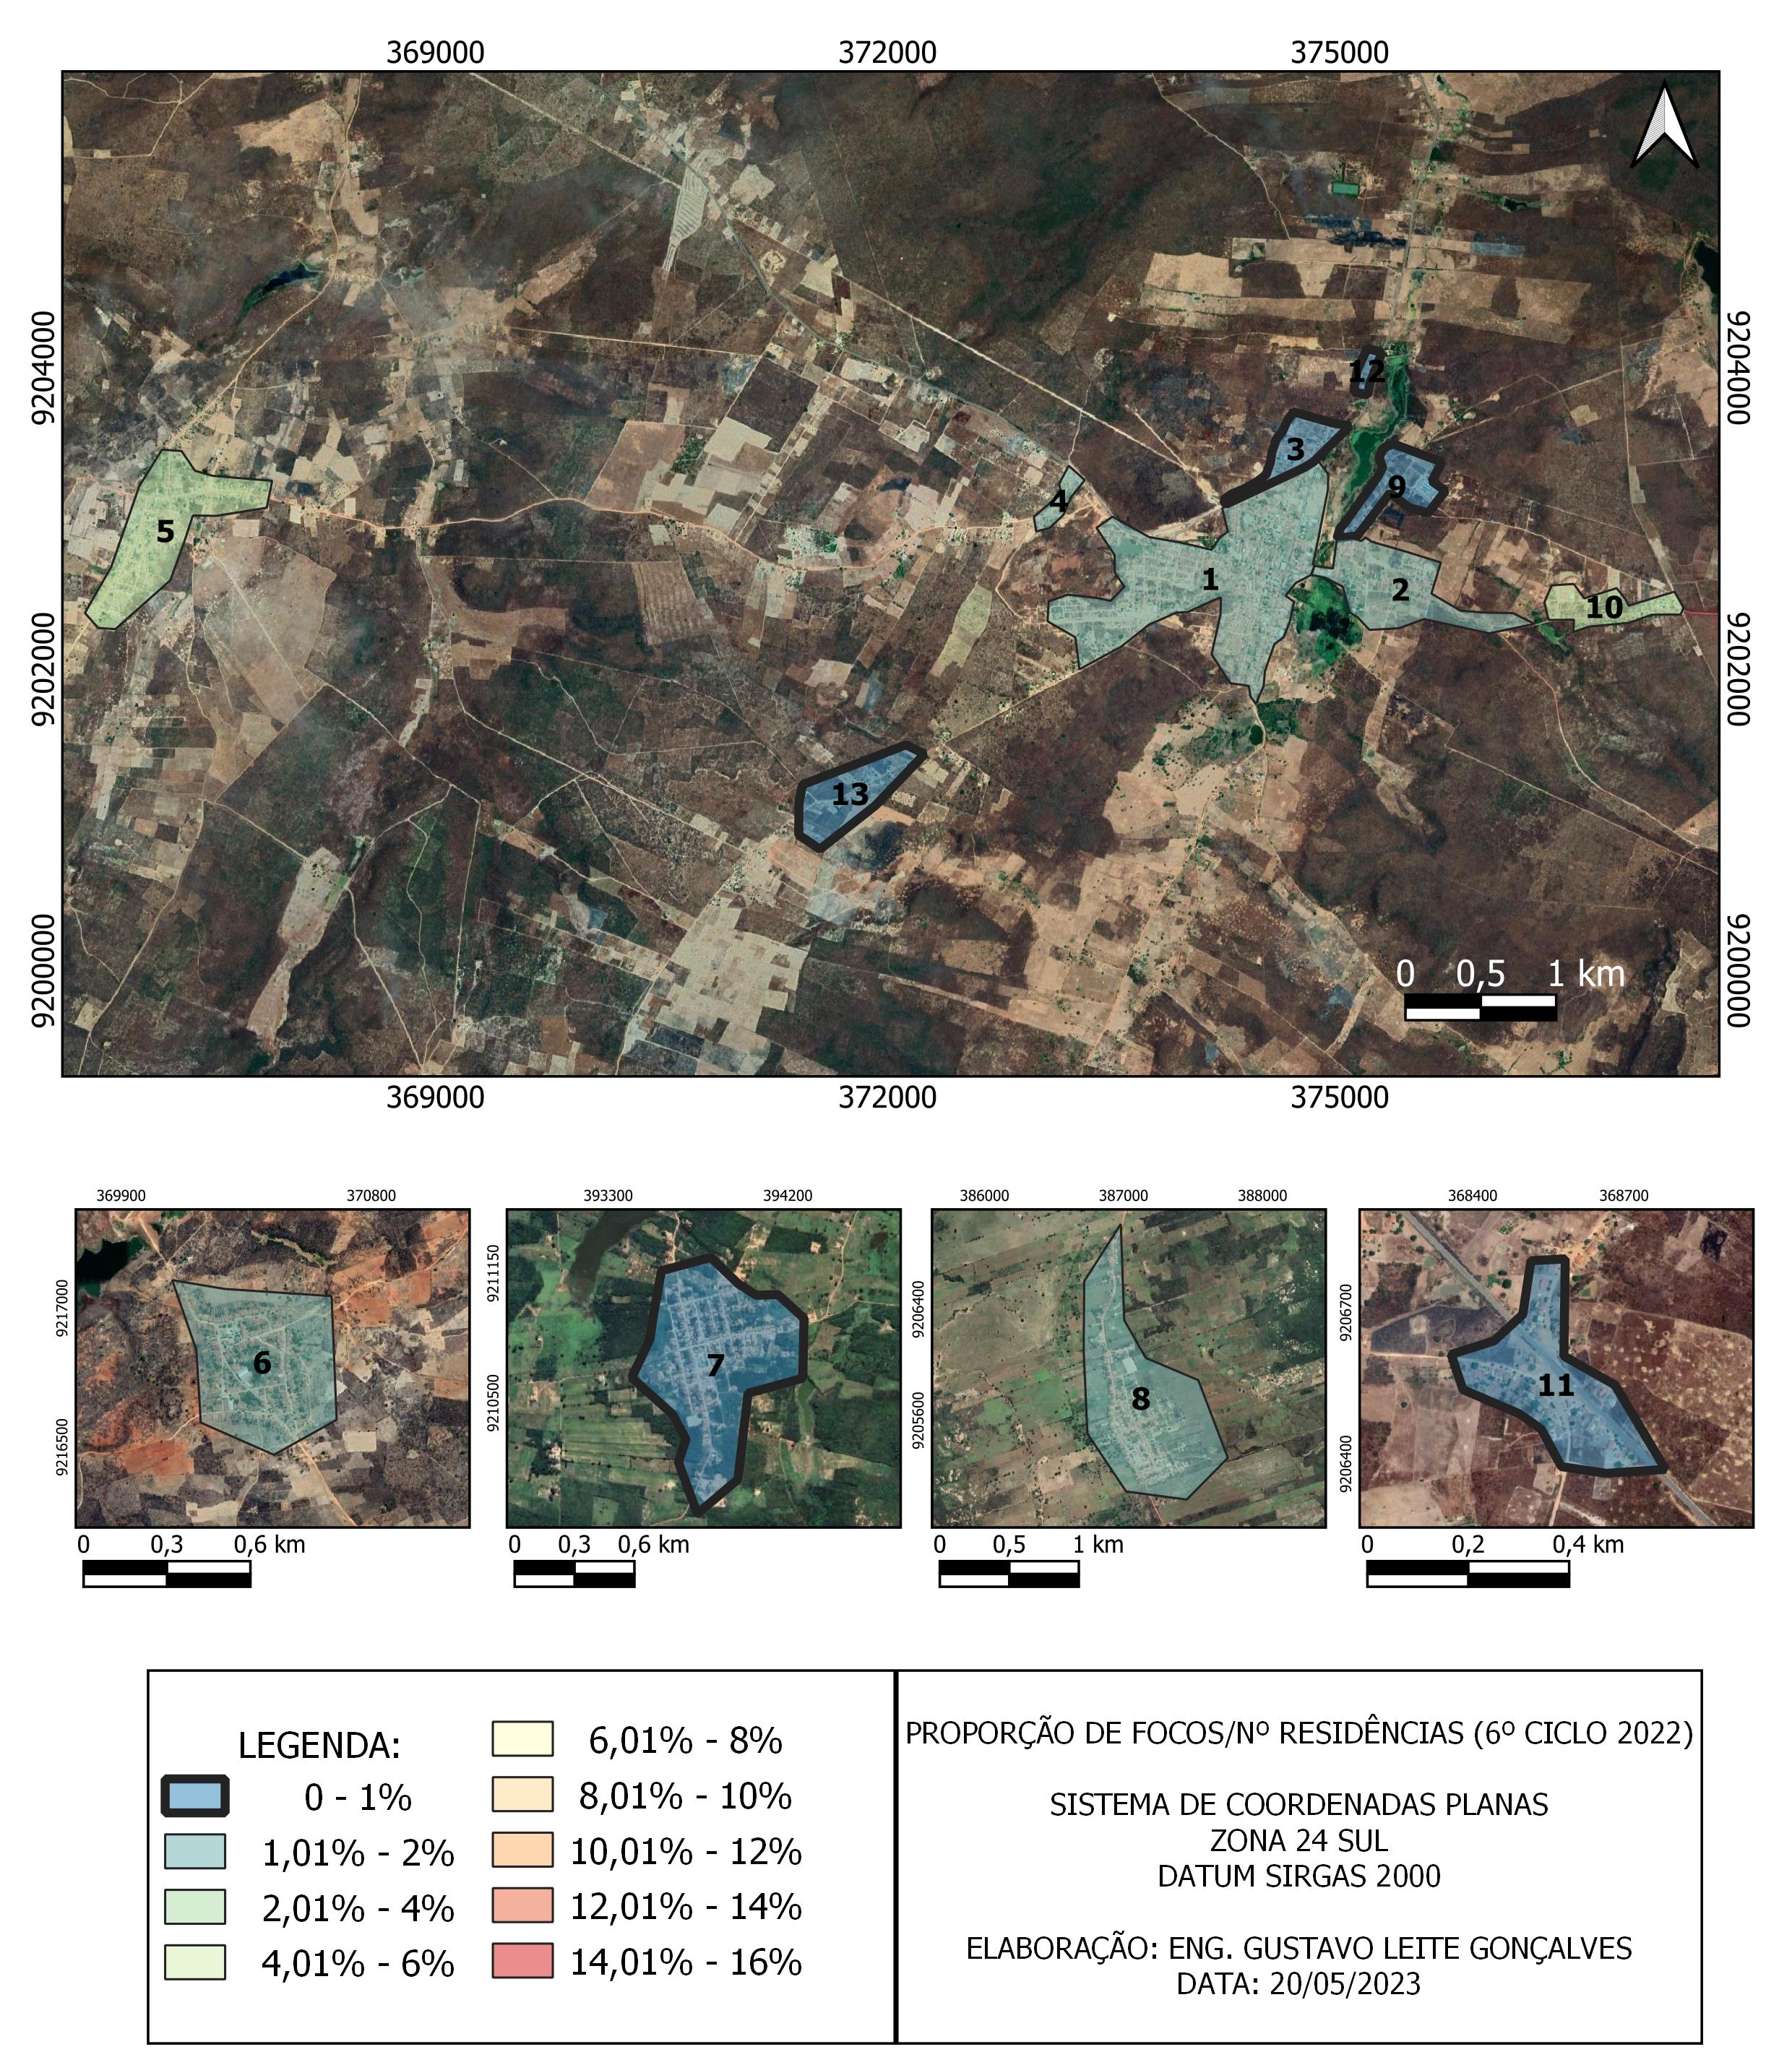 369000 372000 375000
9204000
9202000
9200000
9204000
9202000
9200000
12
3
9
4
5
1
2
10
13
0 0,5 1 km
369000 372000 375000
369900 370800
9217000
9216500
6
0 0,3 0,6 km
393300 394200
9211150
9210500
7
0 0,3 0,6 km
386000 387000 388000
9206400
9205600
8
0 0,5 1 km
368400 368700
9206700
9206400
11
0 0,2 0,4 km
LEGENDA:
0 - 1%
1,01% - 2%
2,01% - 4%
4,01% - 6%
6,01% - 8%
8,01% - 10%
10,01% - 12%
12,01% - 14%
14,01% - 16%
PROPORÇÃO DE FOCOS/Nº RESIDÊNCIAS (6º CICLO 2022)
SISTEMA DE COORDENADAS PLANAS
ZONA 24 SUL
DATUM SIRGAS 2000
ELABORAÇÃO: ENG. GUSTAVO LEITE GONÇALVES
DATA: 20/05/2023